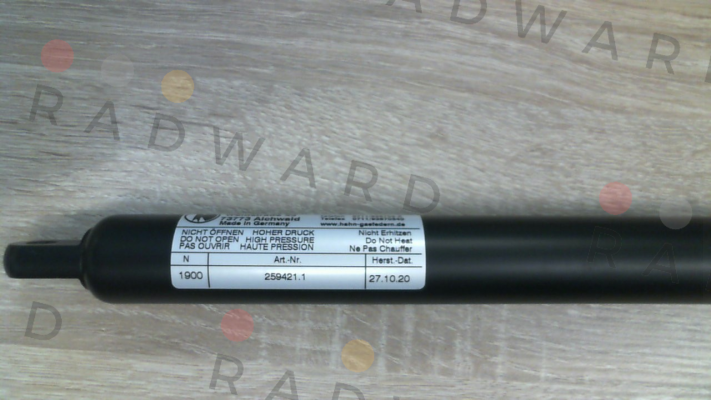 RADWARD
RADWARD
73773 Aichwald
Made in Germany
www.hahn-gasfedern.de
NICHT ÖFFNEN HOHER DRUCK
DO NOT OPEN HIGH PRESSURE
PAS OUVRIR HAUTE PRESSION
Nicht Erhitzen
Do Not Heat
Ne Pas Chauffer
N Art.-Nr. Herst.-Dat.
1900 259421.1 27.10.20
RA
D
RADWARD